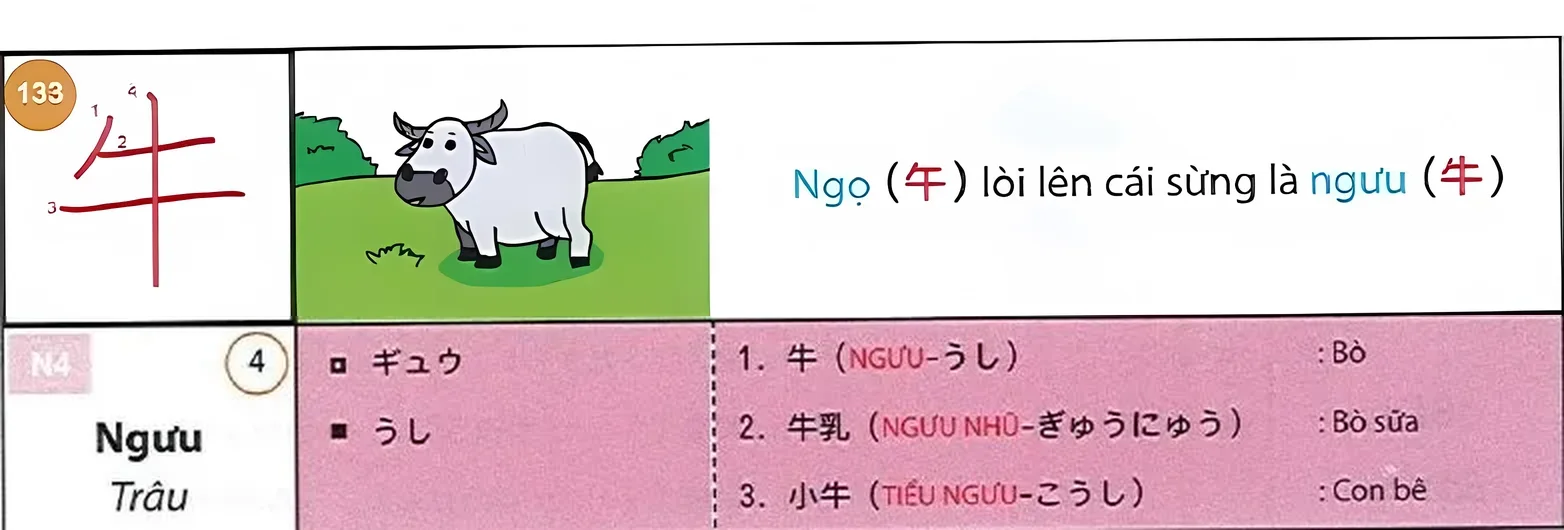 133
牛
1
2
3
4
Ngọ (午) lòi lên cái sừng là ngưu (牛)
N4
4
Ngưu
Trâu
ギュウ
うし
1. 牛 (NGƯU-うし) : Bò
2. 牛乳 (NGƯU NHŨ-ぎゅうにゅう) : Bò sữa
3. 小牛 (TIỂU NGƯU-こうし) : Con bê